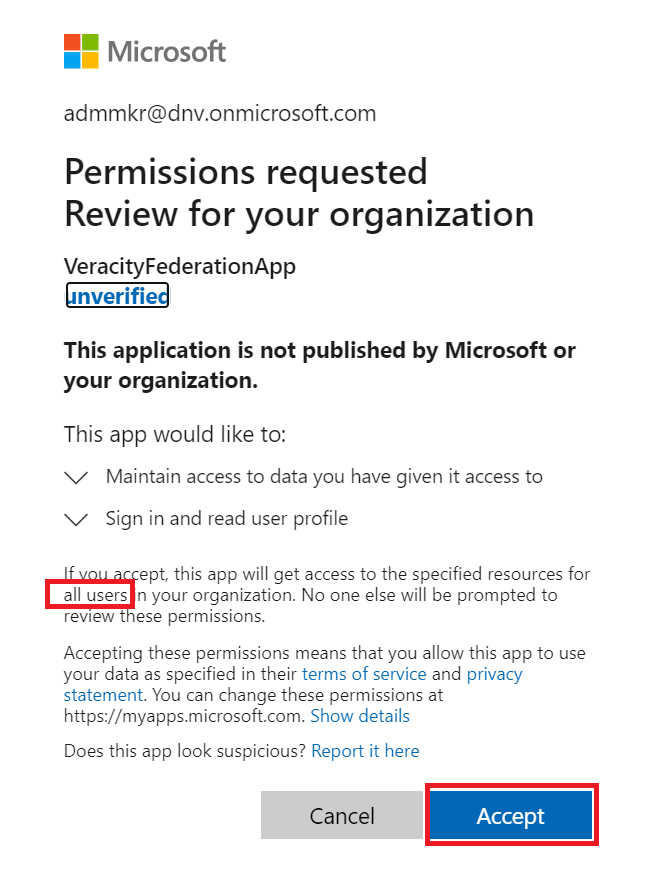 Microsoft
admmkr@dnv.onmicrosoft.com
Permissions requested
Review for your organization
VeracityFederationApp
unverified
This application is not published by Microsoft or
your organization.
This app would like to:
Maintain access to data you have given it access to
Sign in and read user profile
If you accept, this app will get access to the specified resources for
all users in your organization. No one else will be prompted to
review these permissions.
Accepting these permissions means that you allow this app to use
your data as specified in their terms of service and privacy
statement. You can change these permissions at
https://myapps.microsoft.com. Show details
Does this app look suspicious? Report it here
Cancel
Accept